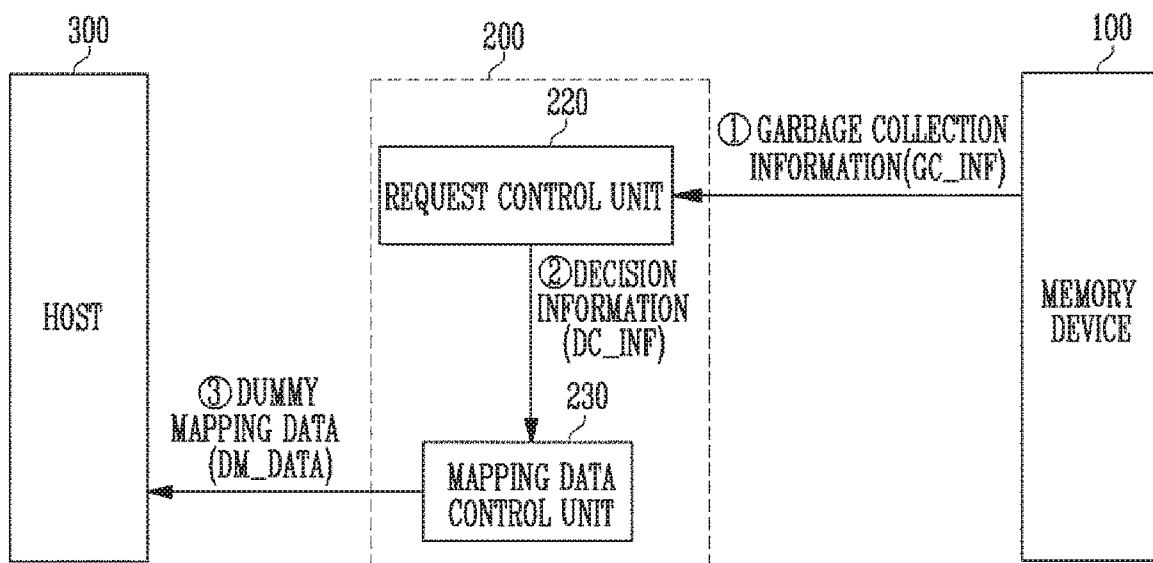 300
200
100
220
① GARBAGE COLLECTION
INFORMATION(GC_INF)
REQUEST CONTROL UNIT
② DECISION
INFORMATION
(DC_INF)
HOST
MEMORY
DEVICE
③ DUMMY
MAPPING DATA
(DM_DATA)
230
MAPPING DATA
CONTROL UNIT